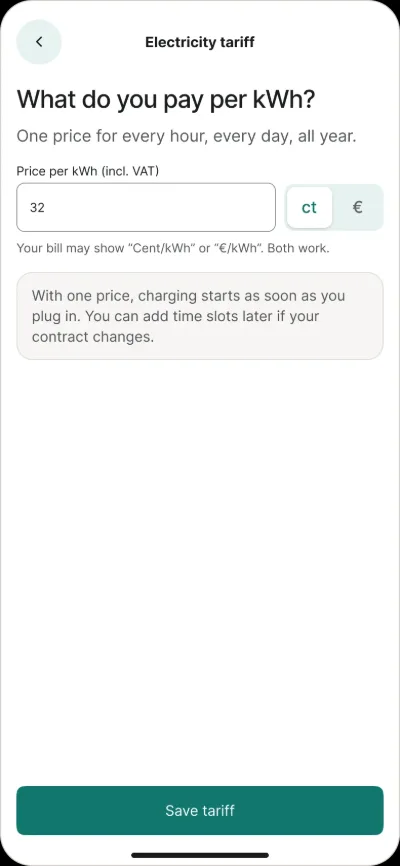 Electricity tariff
What do you pay per kWh?
One price for every hour, every day, all year.
Price per kWh (incl. VAT)
32
ct
€
Your bill may show “Cent/kWh” or “€/kWh”. Both work.
With one price, charging starts as soon as you
plug in. You can add time slots later if your
contract changes.
Save tariff